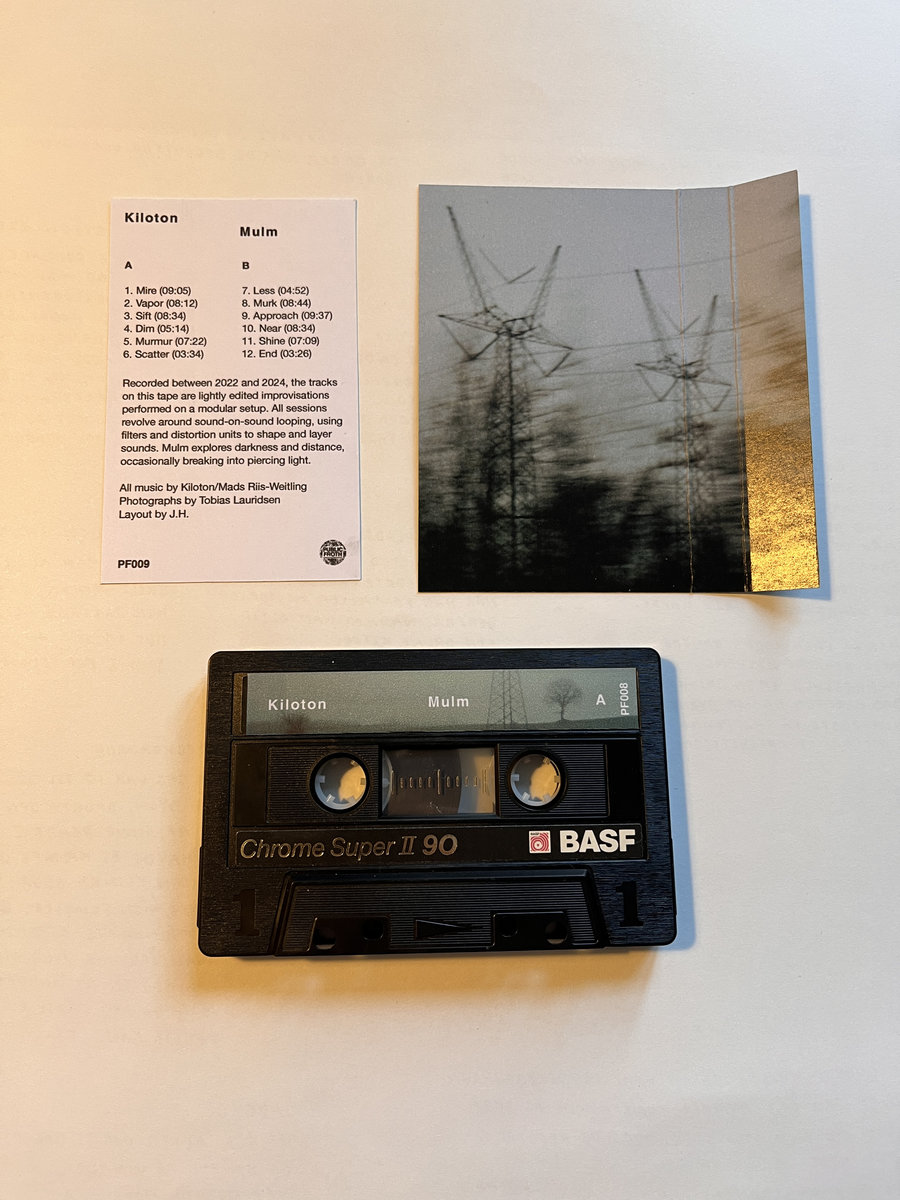 Kiloton
Mulm
A
1. Mire (09:05)
2. Vapor (08:12)
3. Sift (08:34)
4. Dim (05:14)
5. Murmur (07:22)
6. Scatter (03:34)
B
7. Less (04:52)
8. Murk (08:44)
9. Approach (09:37)
10. Near (08:34)
11. Shine (07:09)
12. End (03:26)
Recorded between 2022 and 2024, the tracks
on this tape are lightly edited improvisations
performed on a modular setup. All sessions
revolve around sound-on-sound looping, using
filters and distortion units to shape and layer
sounds. Mulm explores darkness and distance,
occasionally breaking into piercing light.
All music by Kiloton/Mads Riis-Weitling
Photographs by Tobias Lauridsen
Layout by J.H.
PF009
PUBLIC
FROTH
Kiloton Mulm A
PF008
Chrome Super II 90
BASF
1 1